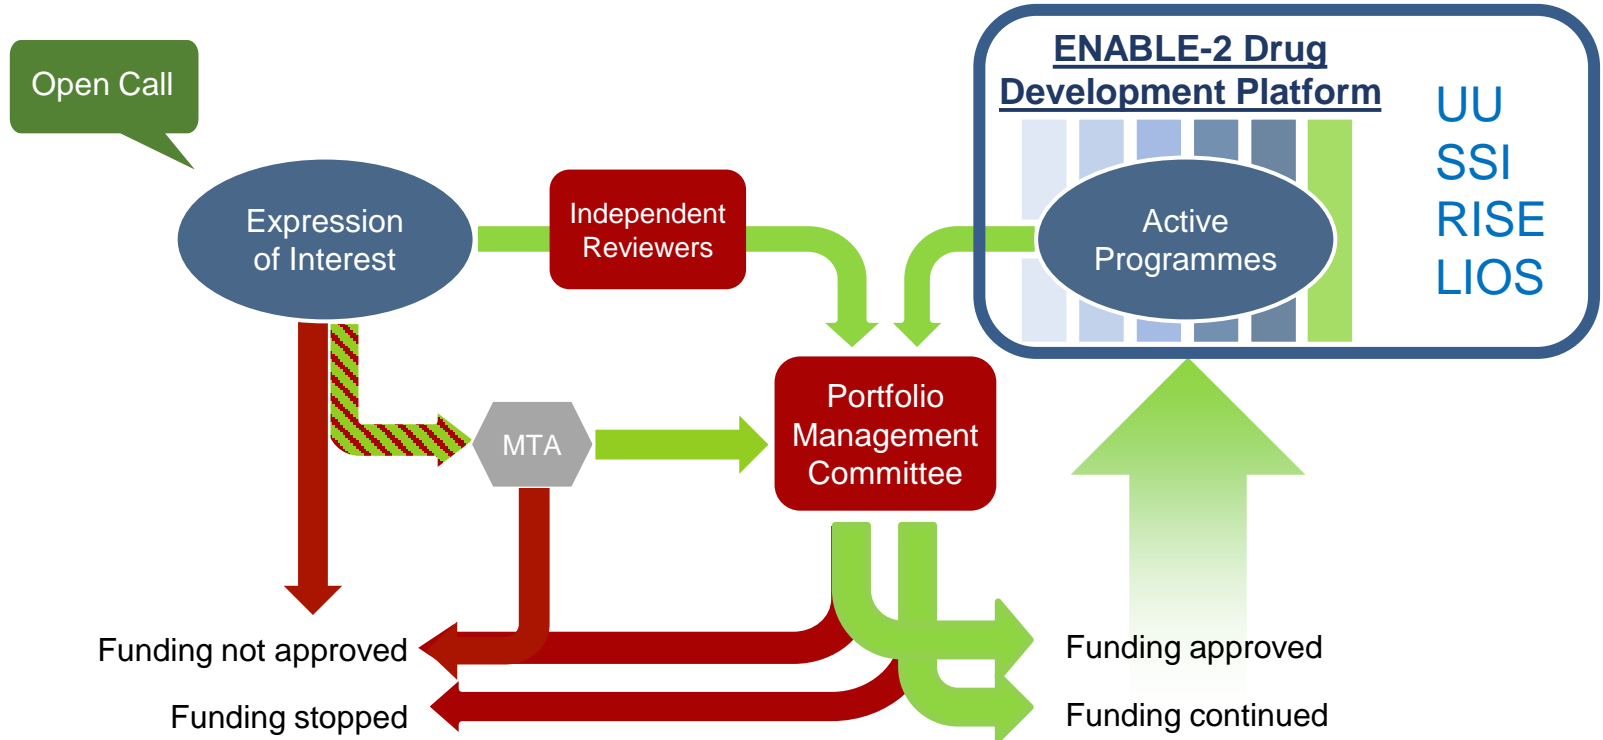 Open Call
ENABLE-2 Drug
Development Platform
UU
SSI
RISE
LIOS
Expression
of Interest
Independent
Reviewers
Active
Programmes
MTA
Portfolio
Management
Committee
Funding not approved
Funding approved
Funding stopped
Funding continued